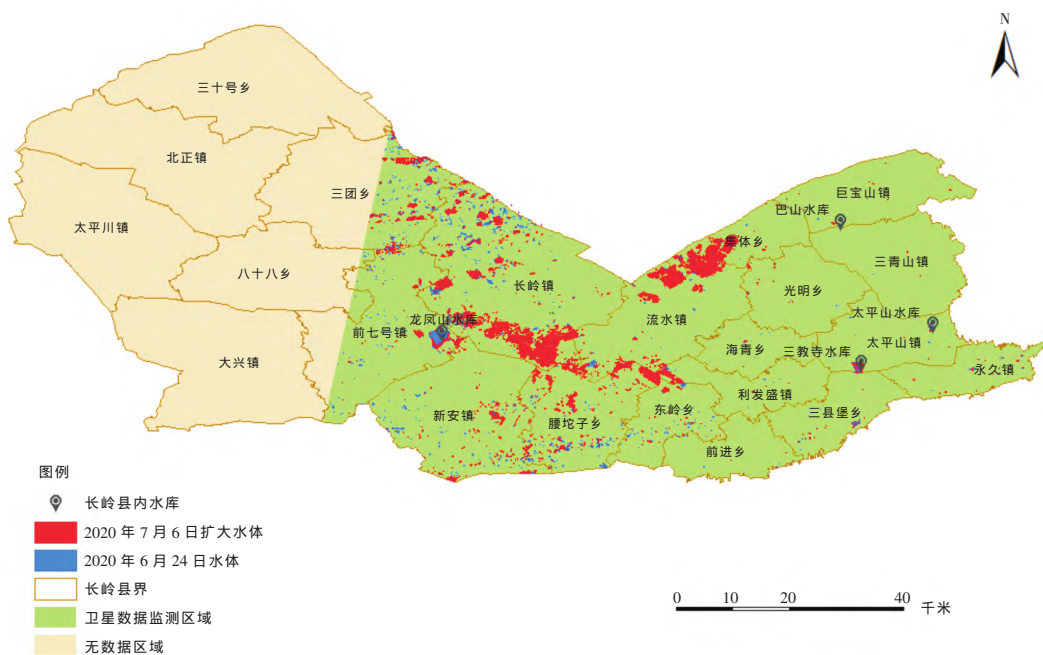 N
三十号乡
北正镇
三团乡
太平川镇
八十八乡
大兴镇
巨宝山镇
巴山水库
集体乡
三青山镇
长岭镇
光明乡
太平山水库
龙凤山水库
流水镇
前七号镇
海青乡
三教寺水库
太平山镇
永久镇
利发盛镇
新安镇
腰坨子乡
东岭乡
三县堡乡
前进乡
图例
长岭县内水库
2020 年 7 月 6 日扩大水体
2020 年 6 月 24 日水体
长岭县界
卫星数据监测区域
无数据区域
0 10 20 40 千米